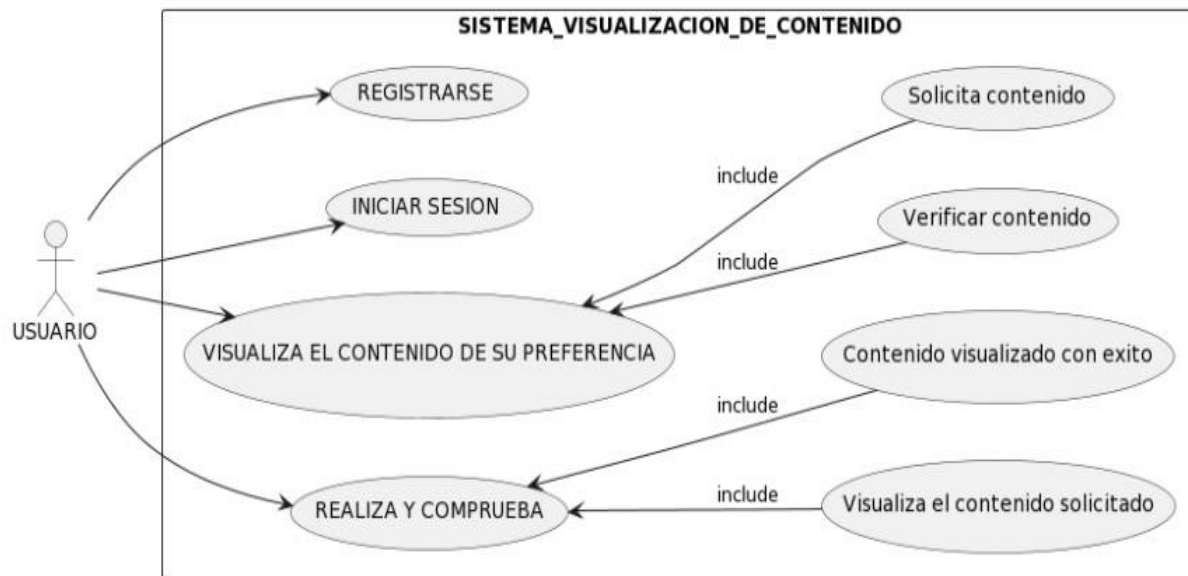 SISTEMA_VISUALIZACION_DE_CONTENIDO
REGISTRARSE
Solicita contenido
include
INICIAR SESION
Verificar contenido
include
USUARIO
VISUALIZA EL CONTENIDO DE SU PREFERENCIA
Contenido visualizado con exito
include
REALIZA Y COMPRUEBA
include
Visualiza el contenido solicitado